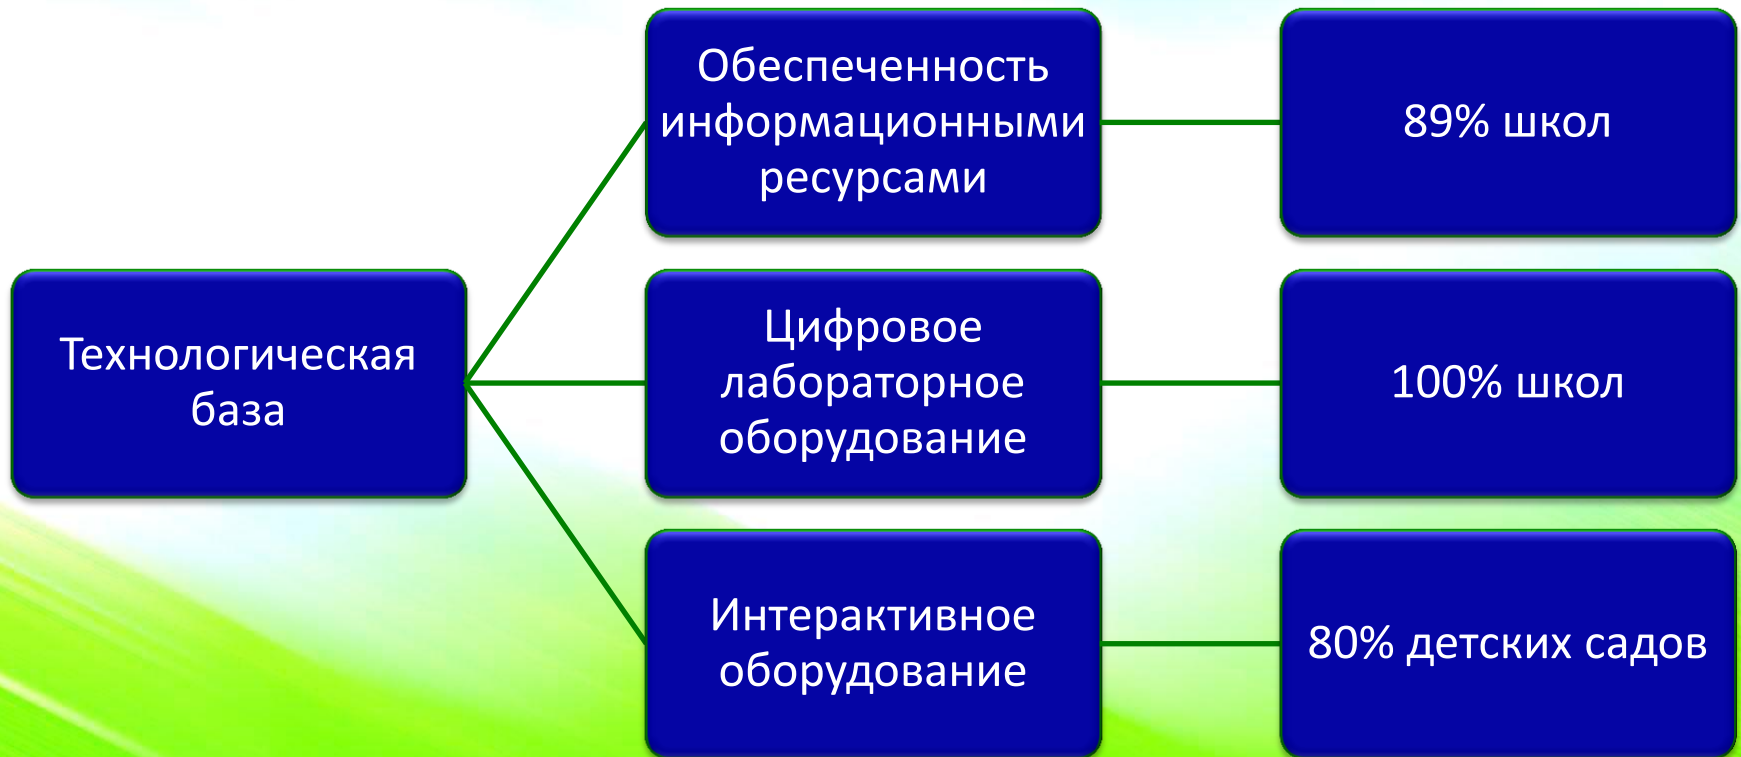 Технологическая
база
Обеспеченность
информационными
ресурсами
89% школ
Цифровое
лабораторное
оборудование
100% школ
Интерактивное
оборудование
80% детских садов